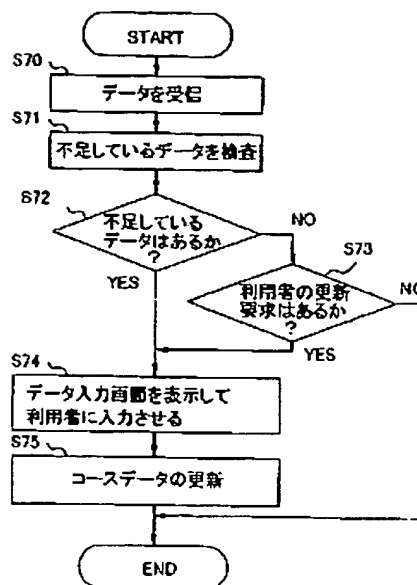 START
S70
データを受信
S71
不足しているデータを検査
S72
不足している
データはあるか
?
NO
YES
S73
利用者の更新
要求はあるか
?
NO
YES
S74
データ入力画面を表示して
利用者に入力させる
S75
コースデータの更新
END